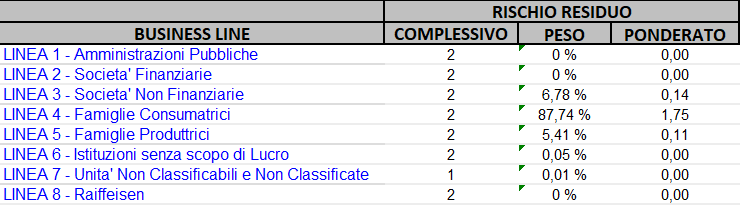 RISCHIO RESIDUO
BUSINESS LINE COMPLESSIVO PESO PONDERATO
LINEA 1 - Amministrazioni Pubbliche 2 0 % 0,00
LINEA 2 - Societa' Finanziarie 2 0 % 0,00
LINEA 3 - Societa' Non Finanziarie 2 6,78 % 0,14
LINEA 4 - Famiglie Consumatrici 2 87,74 % 1,75
LINEA 5 - Famiglie Produttrici 2 5,41 % 0,11
LINEA 6 - Istituzioni senza scopo di Lucro 2 0,05 % 0,00
LINEA 7 - Unita' Non Classificabili e Non Classificate 1 0,01 % 0,00
LINEA 8 - Raiffeisen 2 0 % 0,00